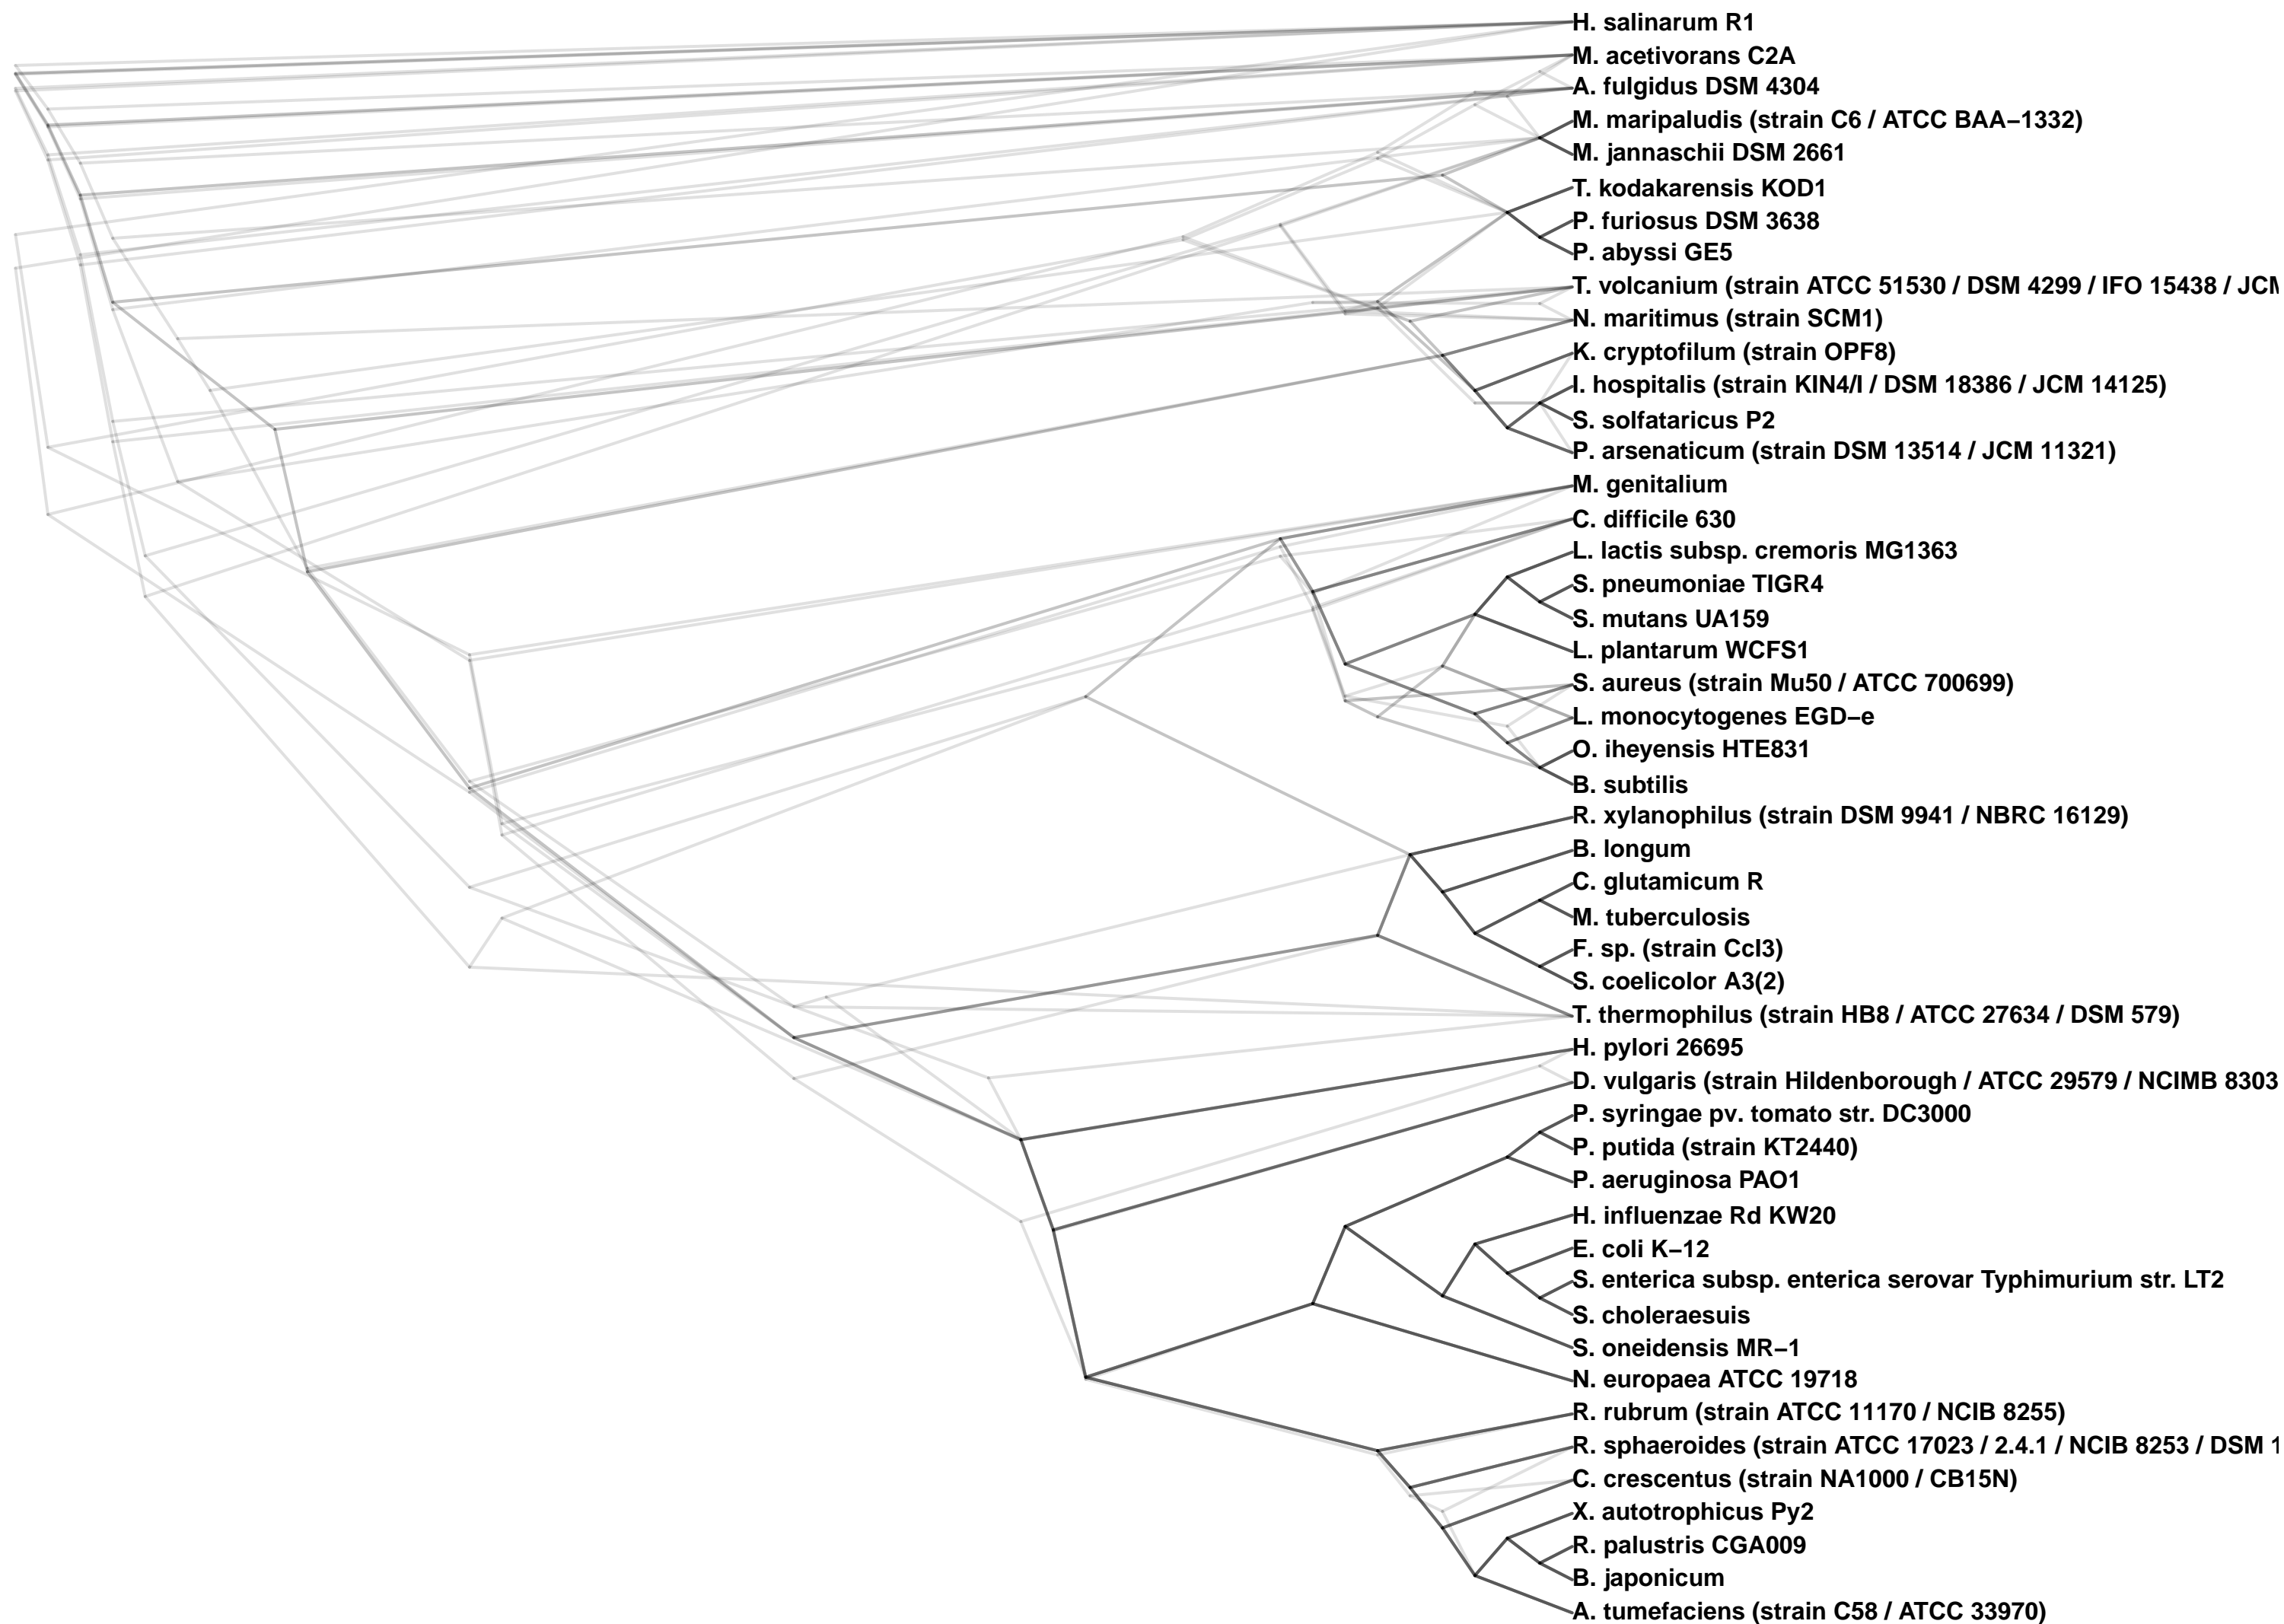 H. salinarum R1
M. acetivorans C2A
A. fulgidus DSM 4304
M. maripaludis (strain C6 / ATCC BAA−1332)
M. jannaschii DSM 2661
T. kodakarensis KOD1
P. furiosus DSM 3638
P. abyssi GE5
T. volcanium (strain ATCC 51530 / DSM 4299 / IFO 15438 /
N. maritimus (strain SCM1)
K. cryptofilum (strain OPF8)
I. hospitalis (strain KIN4/I / DSM 18386 / JCM 14125)
S. solfataricus P2
P. arsenaticum (strain DSM 13514 / JCM 11321)
M. genitalium
C. difficile 630
L. lactis subsp. cremoris MG1363
S. pneumoniae TIGR4
S. mutans UA159
L. plantarum WCFS1
S. aureus (strain Mu50 / ATCC 700699)
L. monocytogenes EGD−e
O. iheyensis HTE831
B. subtilis
R. xylanophilus (strain DSM 9941 / NBRC 16129)
B. longum
C. glutamicum R
M. tuberculosis
F. sp. (strain CcI3)
S. coelicolor A3(2)
T. thermophilus (strain HB8 / ATCC 27634 / DSM 579)
H. pylori 26695
D. vulgaris (strain Hildenborough / ATCC 29579 / NCIMB 8303
P. syringae pv. tomato str. DC3000
P. putida (strain KT2440)
P. aeruginosa PAO1
H. influenzae Rd KW20
E. coli K−12
S. enterica subsp. enterica serovar Typhimurium str. LT2
S. choleraesuis
S. oneidensis MR−1
N. europaea ATCC 19718
R. rubrum (strain ATCC 11170 / NCIB 8255)
R. sphaeroides (strain ATCC 17023 / 2.4.1 / NCIB 8253 / DSM
C. crescentus (strain NA1000 / CB15N)
X. autotrophicus Py2
R. palustris CGA009
B. japonicum
A. tumefaciens (strain C58 / ATCC 33970)